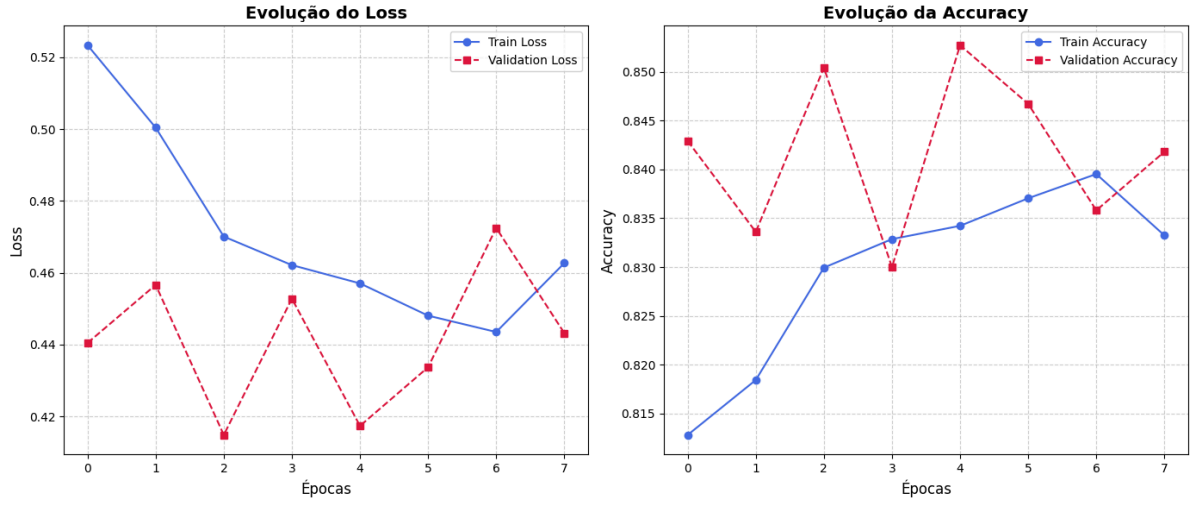 Evolução do Loss
Train Loss
Validation Loss
0.52
0.50
0.48
0.46
0.44
0.42
Loss
0 1 2 3 4 5 6 7
Épocas
Evolução da Accuracy
Train Accuracy
Validation Accuracy
0.850
0.845
0.840
0.835
0.830
0.825
0.820
0.815
Accuracy
0 1 2 3 4 5 6 7
Épocas